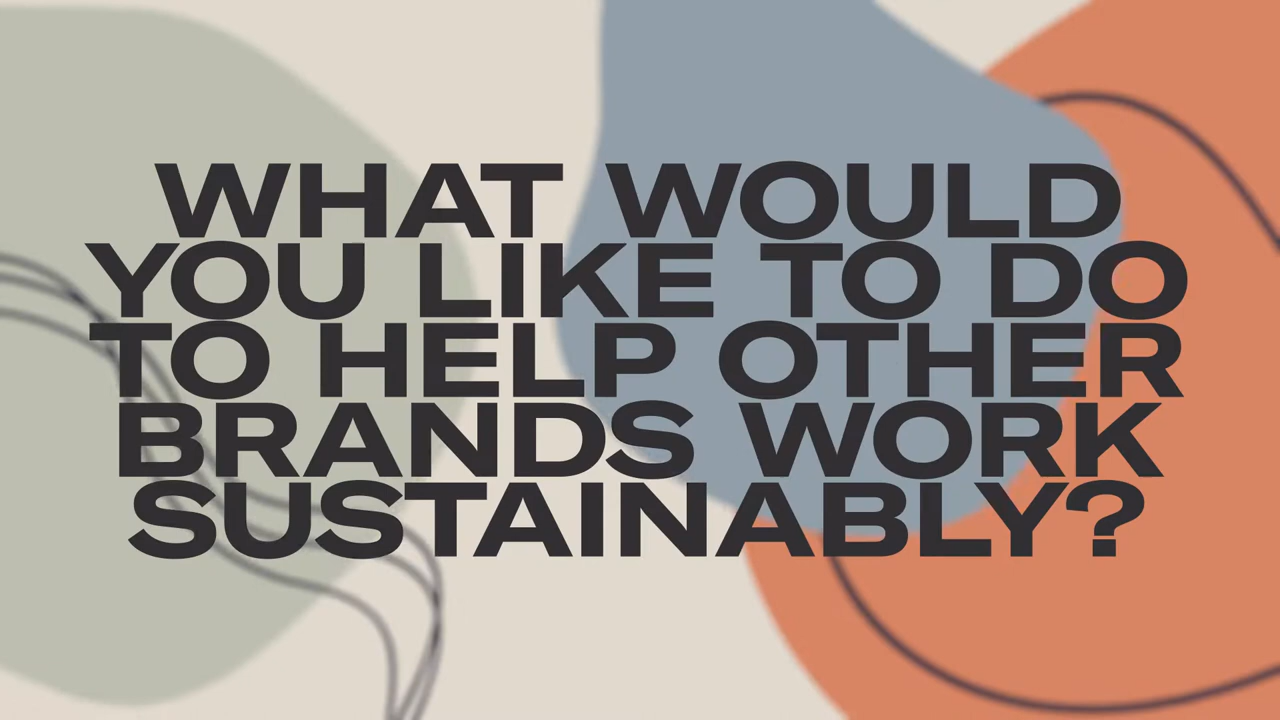 WHAT WOULD
YOU LIKE TO DO
TO HELP OTHER
BRANDS WORK
SUSTAINABLY?